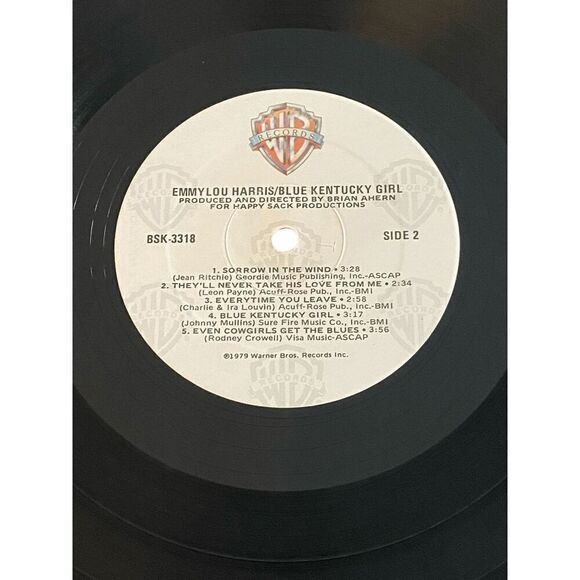 WB
RECORDS
EMMYLOU HARRIS/BLUE KENTUCKY GIRL
PRODUCED AND DIRECTED BY BRIAN AHERN
FOR HAPPY SACK PRODUCTIONS
BSK-3318
SIDE 2
1. SORROW IN THE WIND • 3:28
(Jean Ritchie) Geordie Music Publishing, Inc.-ASCAP
2. THEY'LL NEVER TAKE HIS LOVE FROM ME • 2:34
(Leon Payne) Acuff-Rose Pub., Inc.-BMI
3. EVERYTIME YOU LEAVE • 2:58
(Charlie & Ira Louvin) Acuff-Rose Pub., Inc.-BMI
4. BLUE KENTUCKY GIRL • 3:17
(Johnny Mullins) Sure Fire Music Co., Inc.-BMI
5. EVEN COWGIRLS GET THE BLUES • 3:56
(Rodney Crowell) Visa Music-ASCAP
℗1979 Warner Bros. Records Inc.